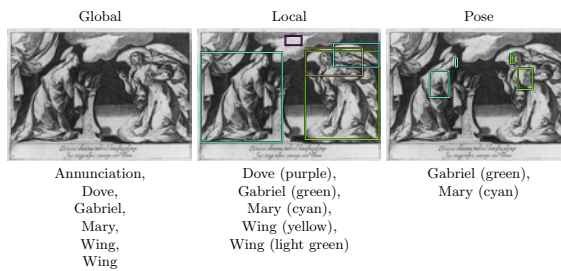 Global
Local
Pose
Annunciation,
Dove,
Gabriel,
Mary,
Wing,
Wing
Dove (purple),
Gabriel (green),
Mary (cyan),
Wing (yellow),
Wing (light green)
Gabriel (green),
Mary (cyan)